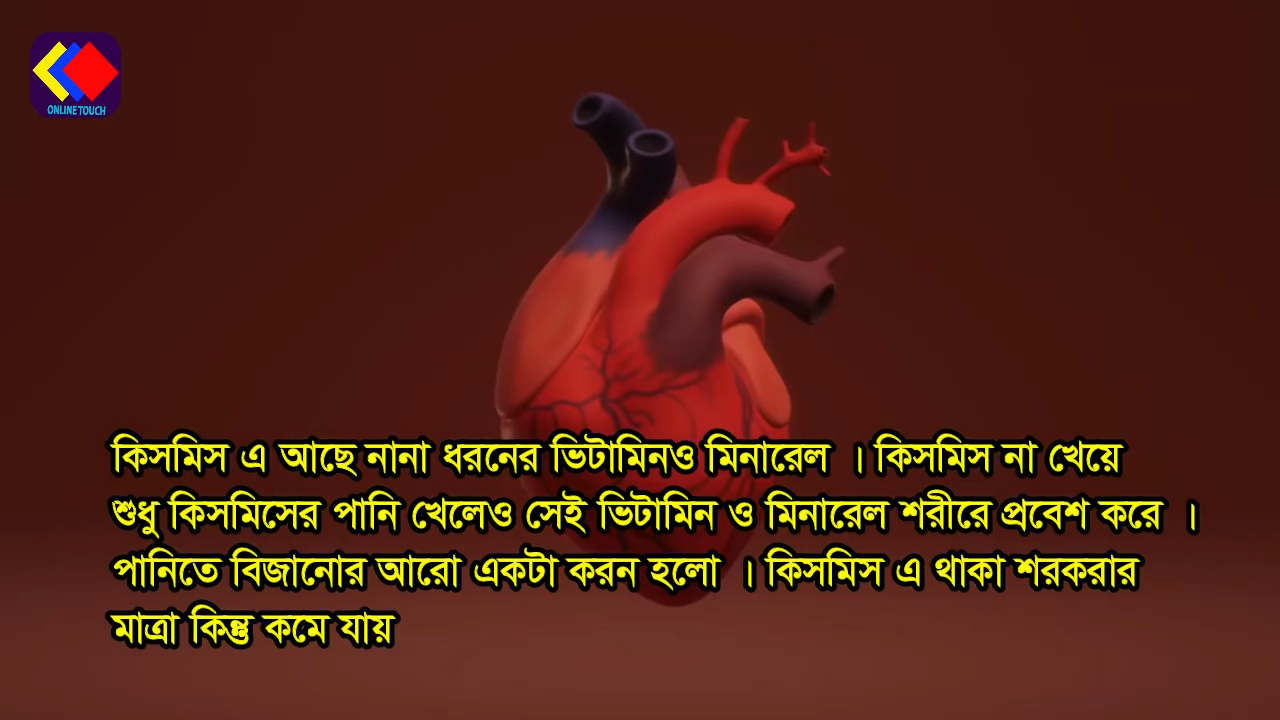 ONLINE TOUCH
কিসমিস এ আছে নানা ধরনের ভিটামিনও মিনারেল । কিসমিস না খেয়ে
শুধু কিসমিসের পানি খেলেও সেই ভিটামিন ও মিনারেল শরীরে প্রবেশ করে ।
পানিতে বিজানোর আরো একটা করন হলো । কিসমিস এ থাকা শরকরার
মাত্রা কিন্তু কমে যায়